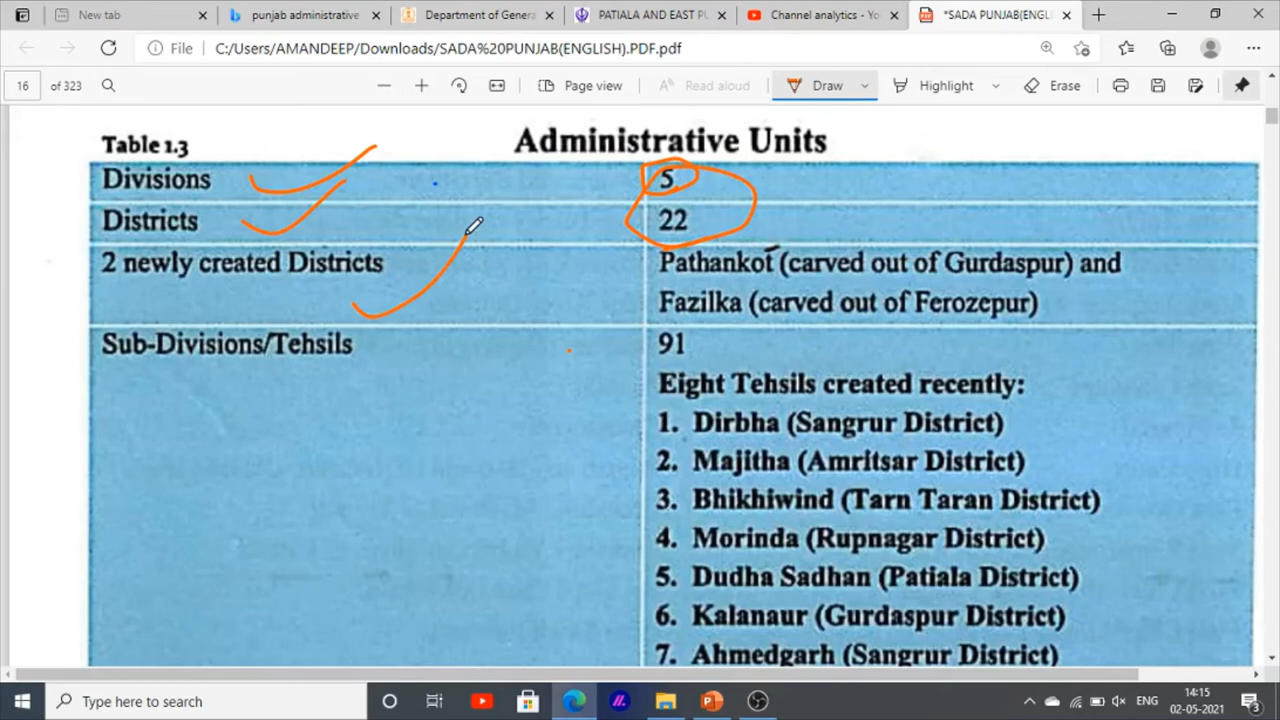 New tab
punjab administrative
Department of Genera
PATIALA AND EAST PU
Channel analytics - Yo
*SADA PUNJAB(ENGLI
File
C:/Users/AMANDEEP/Downloads/SADA%20PUNJAB(ENGLISH).PDF.pdf
16 of 323
Page view
Read aloud
Draw
Highlight
Erase
Table 1.3 Administrative Units
Divisions 5
Districts 22
2 newly created Districts Pathankot (carved out of Gurdaspur) and
Fazilka (carved out of Ferozepur)
Sub-Divisions/Tehsils 91
Eight Tehsils created recently:
1. Dirbha (Sangrur District)
2. Majitha (Amritsar District)
3. Bhikhiwind (Tarn Taran District)
4. Morinda (Rupnagar District)
5. Dudha Sadhan (Patiala District)
6. Kalanaur (Gurdaspur District)
7. Ahmedgarh (Sangrur District)
Type here to search
ENG
14:15
02-05-2021
3